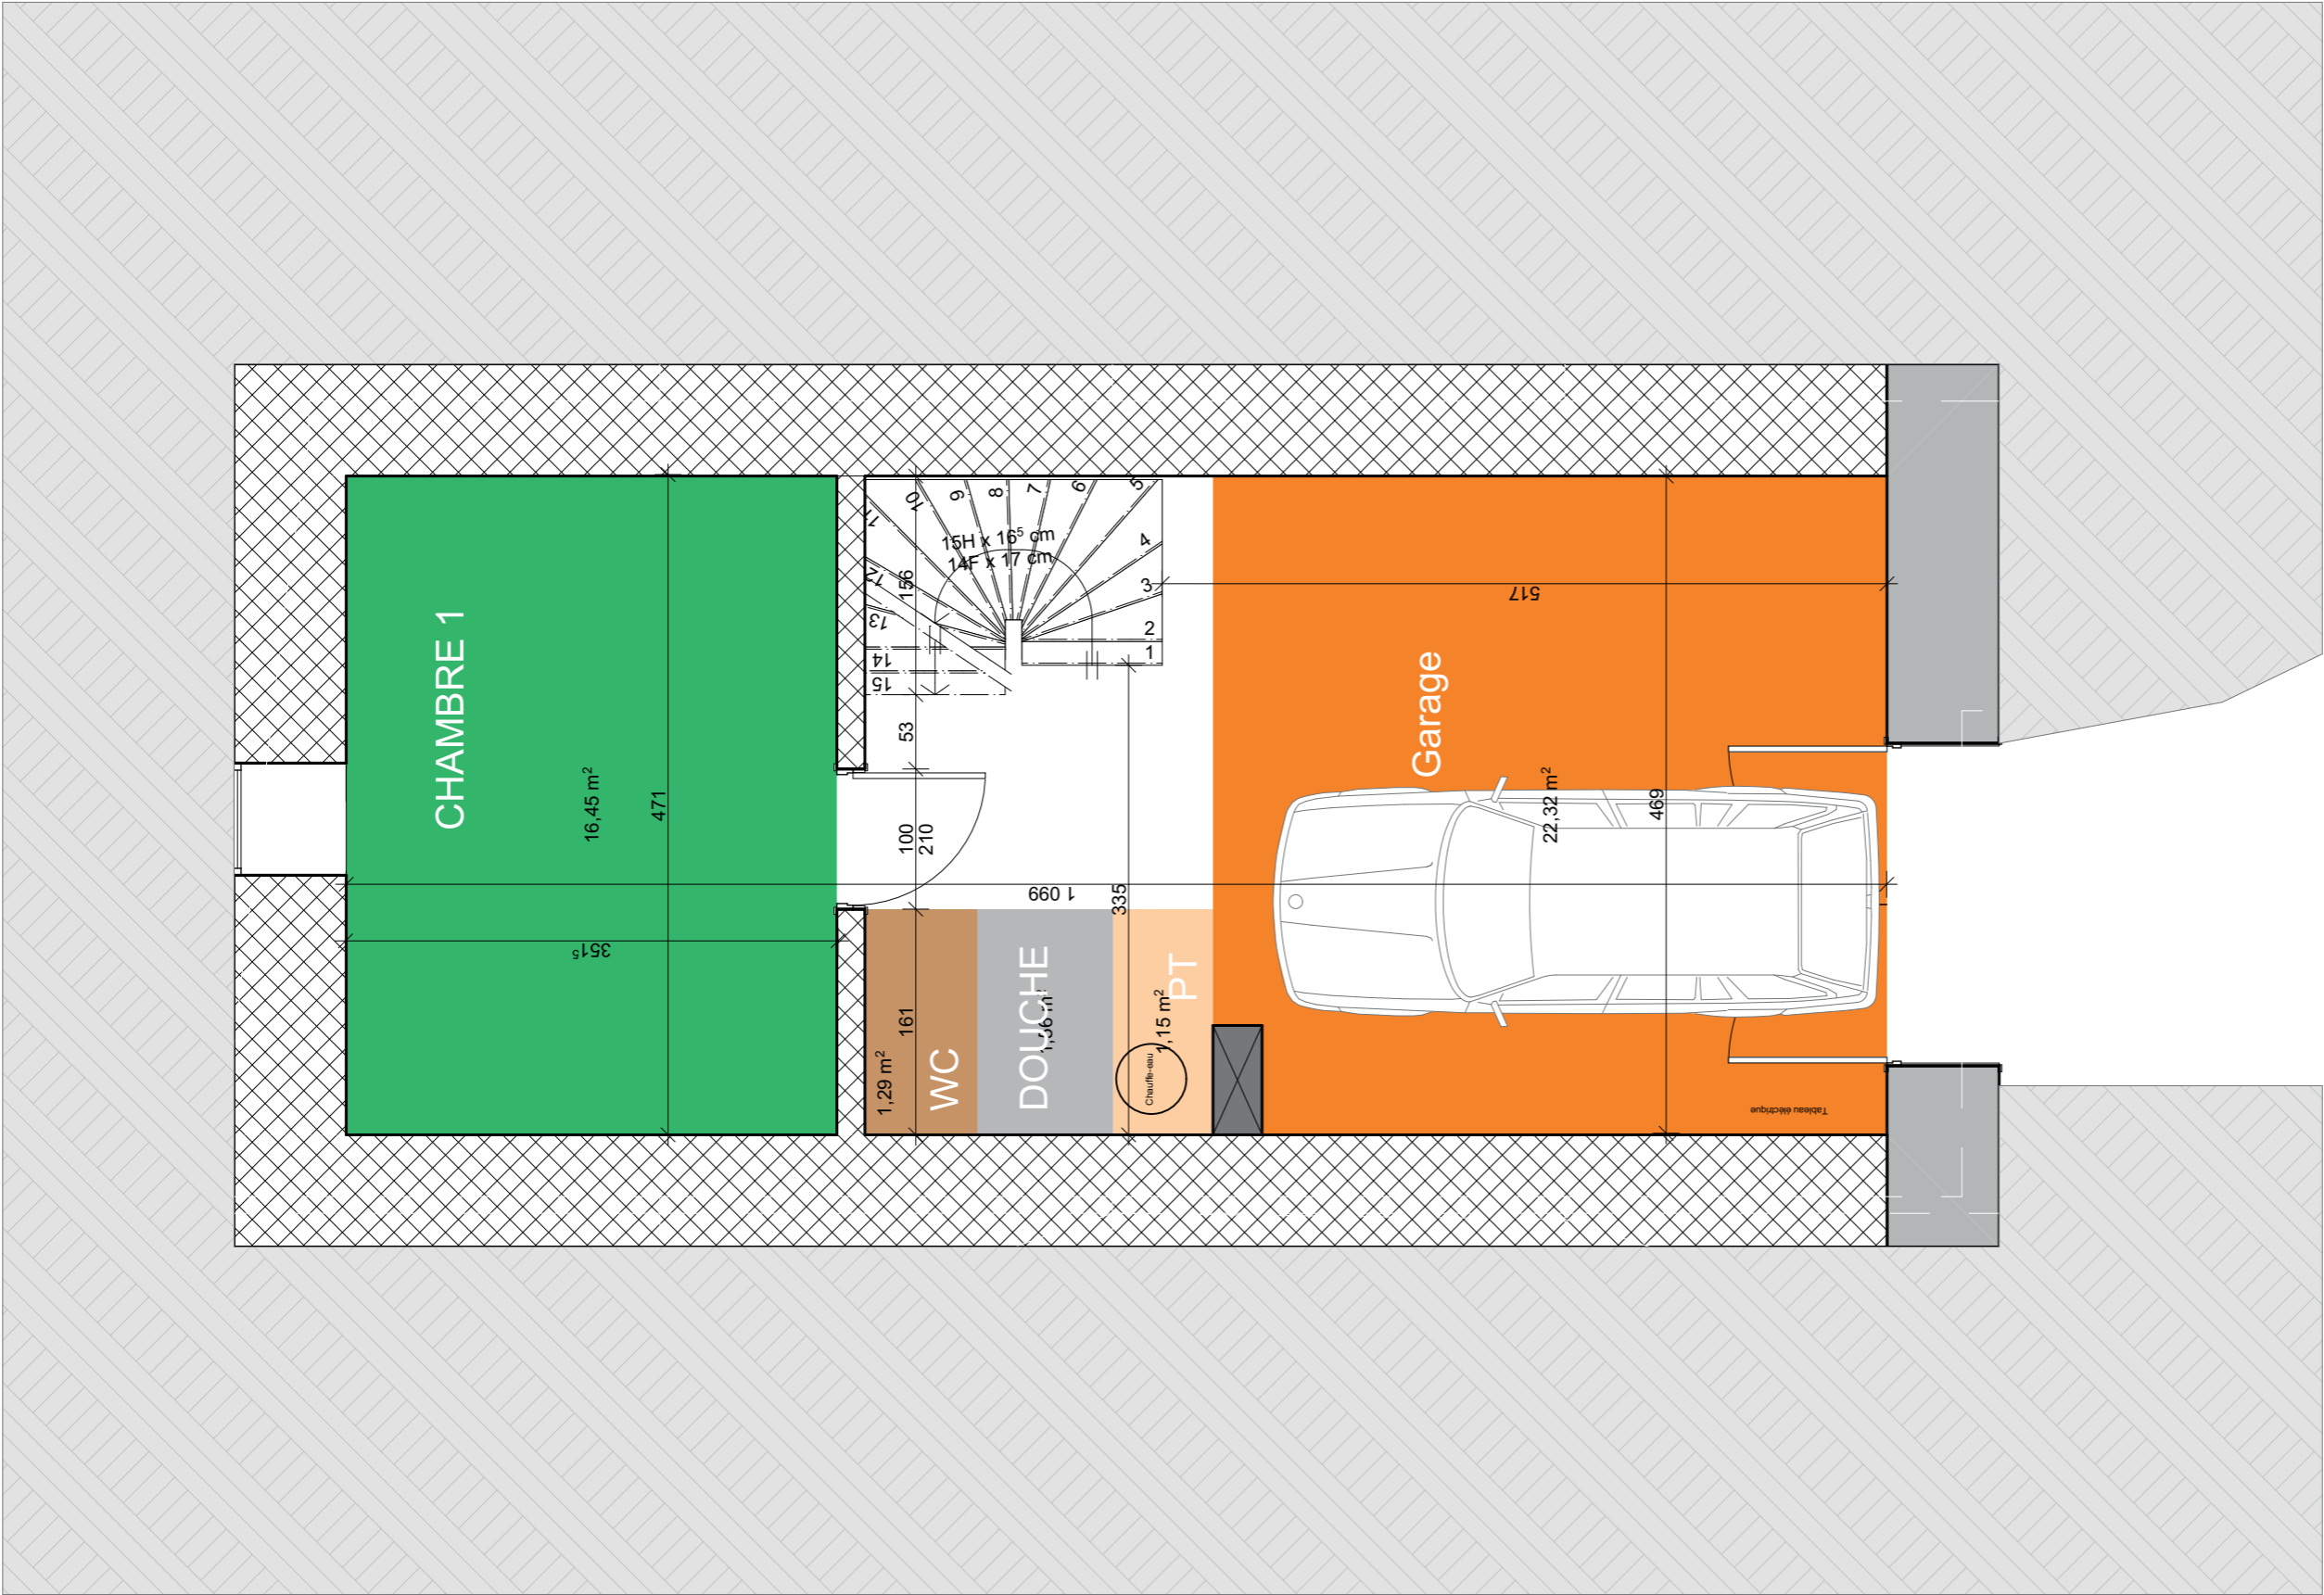 CHAMBRE 1
16,45 m²
471
351⁵
15H x 16⁵ cm
14F x 17 cm
1
2
3
4
5
6
7
8
9
10
11
12
13
14
15
156
53
100
210
161
1 099
335
517
WC
1,29 m²
DOUCHE
PT
1,15 m²
Chauffe-eau
Garage
22,32 m²
469
Tableau éléctrique